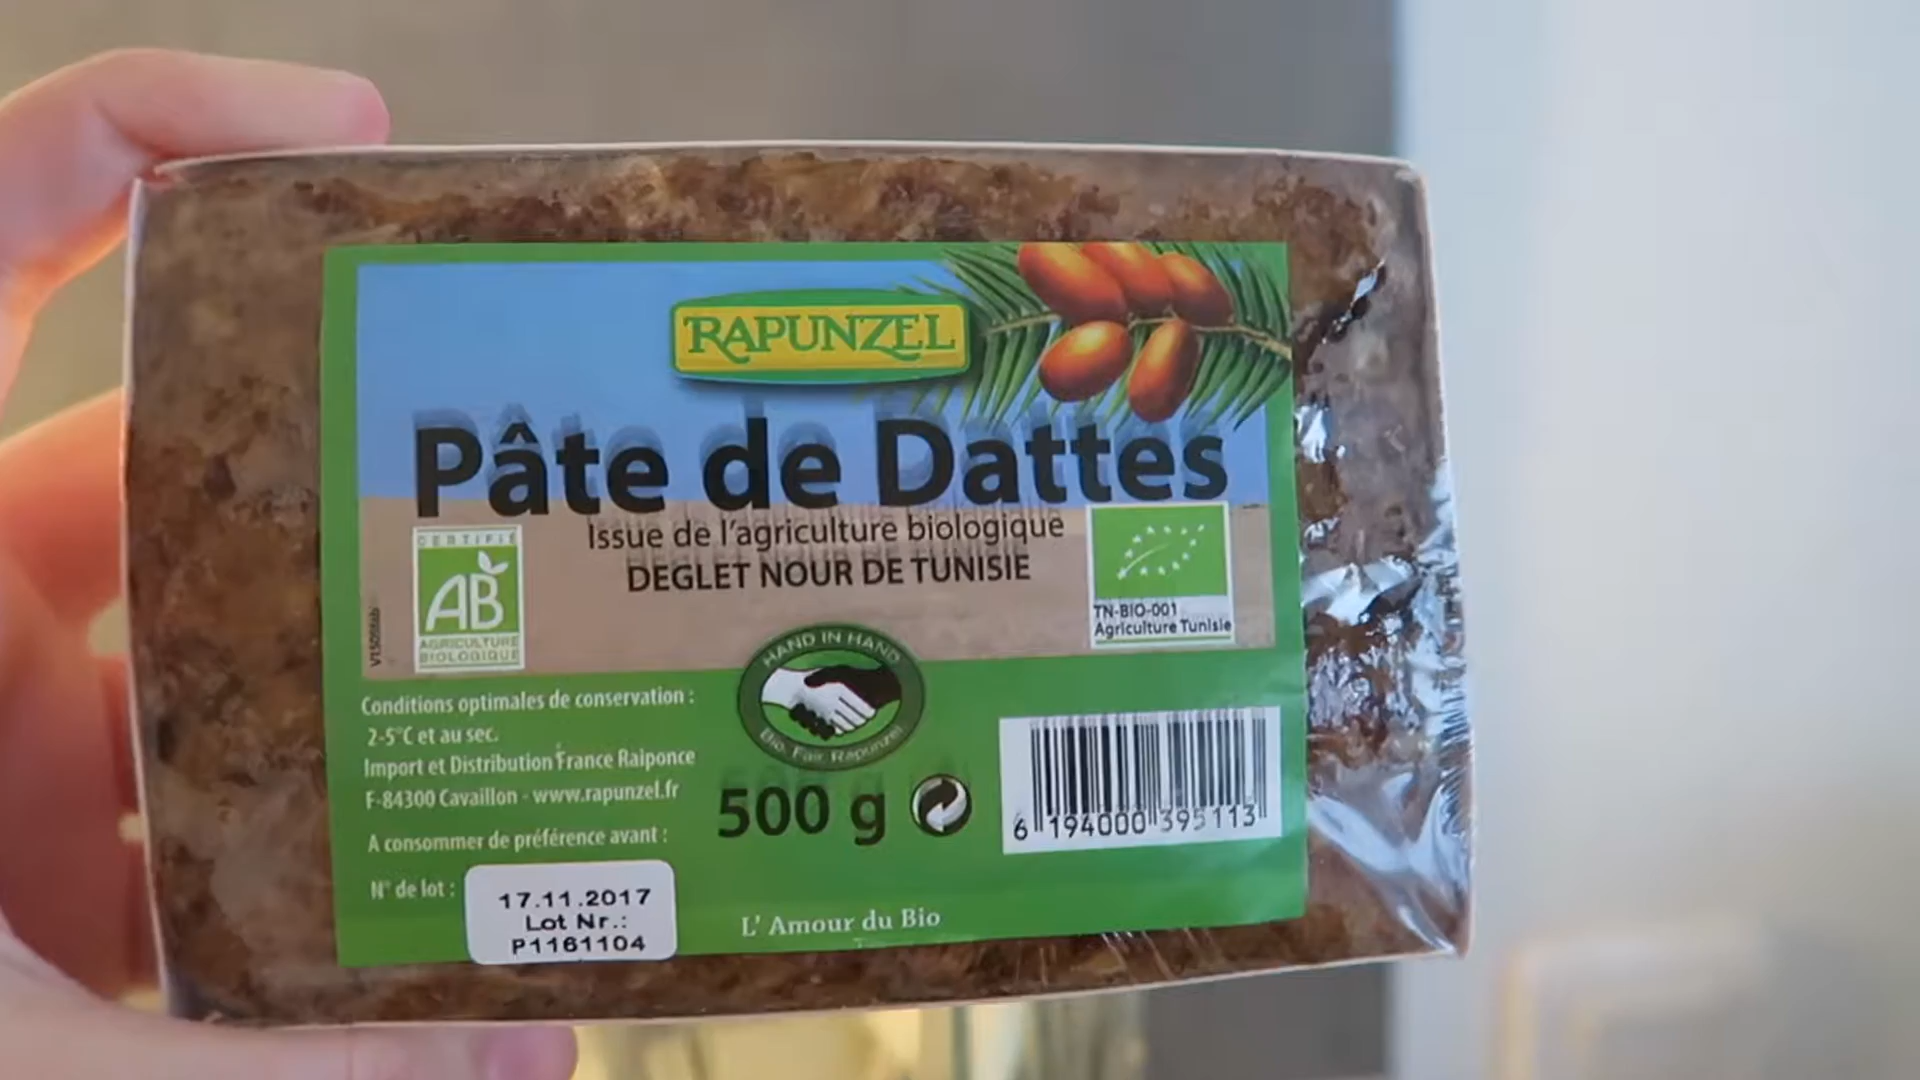 RAPUNZEL
Pâte de Dattes
Issue de l'agriculture biologique
DEGLET NOUR DE TUNISIE
CERTIFIÉ
AB
AGRICULTURE
BIOLOGIQUE
TN-BIO-001
Agriculture Tunisie
HAND IN HAND
Bio. Fair Rapunzel
Conditions optimales de conservation :
2-5°C et au sec.
Import et Distribution France Raiponce
F-84300 Cavaillon - www.rapunzel.fr
A consommer de préférence avant :
N° de lot :
17.11.2017
Lot Nr.:
P1161104
500 g
6 194000 395113
L' Amour du Bio